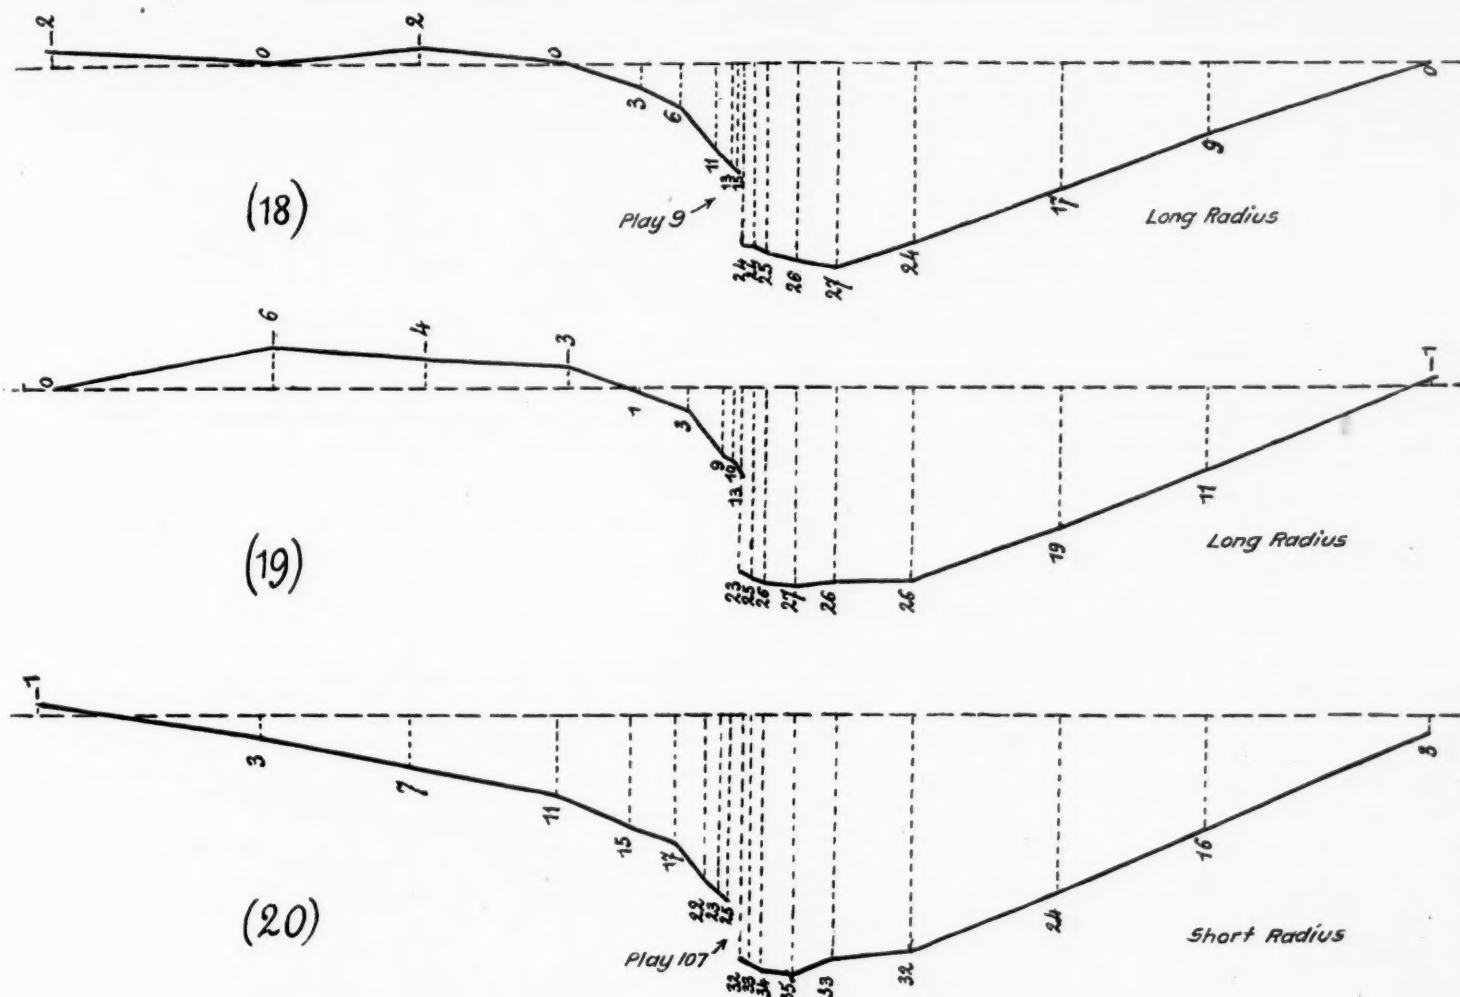 -2 0 -2 0 3 6 11 13 15 24 24 25 26 27 24 17 9 0
(18)
Play 9
Long Radius
0 -6 -4 -3 1 3 9 10 13 23 25 26 27 26 26 19 11 -1
(19)
Long Radius
-1 3 7 11 15 17 22 23 25 32 33 34 35 33 32 24 16
(20)
Play 107
Short Radius